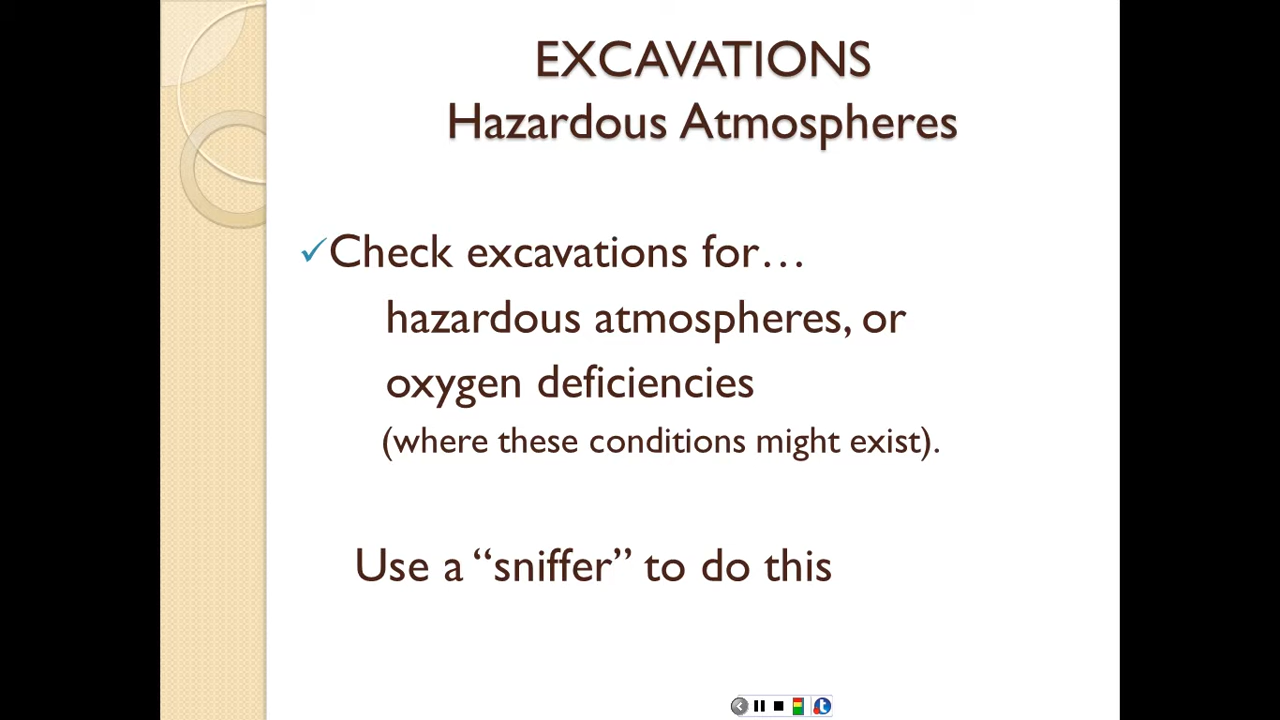 EXCAVATIONS
Hazardous Atmospheres
✓Check excavations for…
hazardous atmospheres, or
oxygen deficiencies
(where these conditions might exist).
Use a “sniffer” to do this